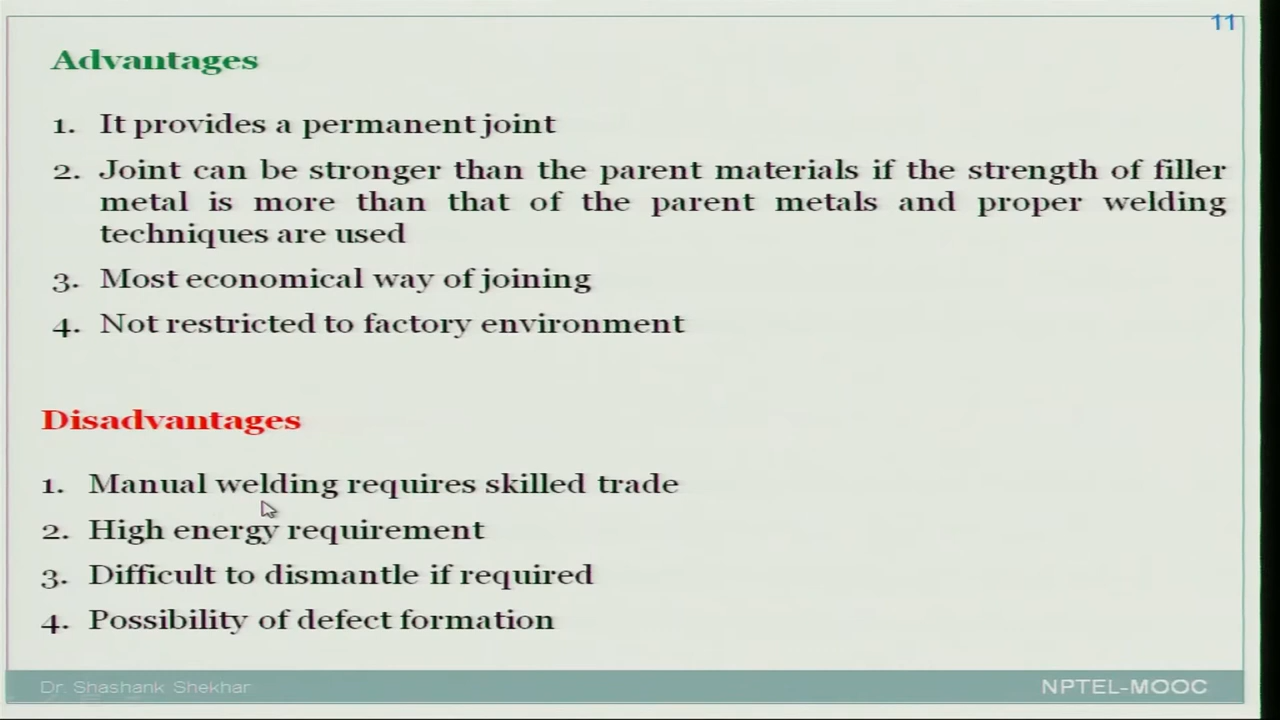 11
Advantages
1. It provides a permanent joint
2. Joint can be stronger than the parent materials if the strength of filler
metal is more than that of the parent metals and proper welding
techniques are used
3. Most economical way of joining
4. Not restricted to factory environment
Disadvantages
1. Manual welding requires skilled trade
2. High energy requirement
3. Difficult to dismantle if required
4. Possibility of defect formation
Dr. Shashank Shekhar
NPTEL-MOOC